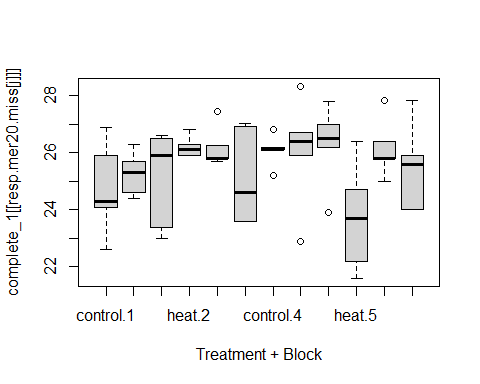 complete_1[[resp.mer20.miss[j]]]
28
26
24
22
control.1 heat.2 control.4 heat.5
Treatment + Block